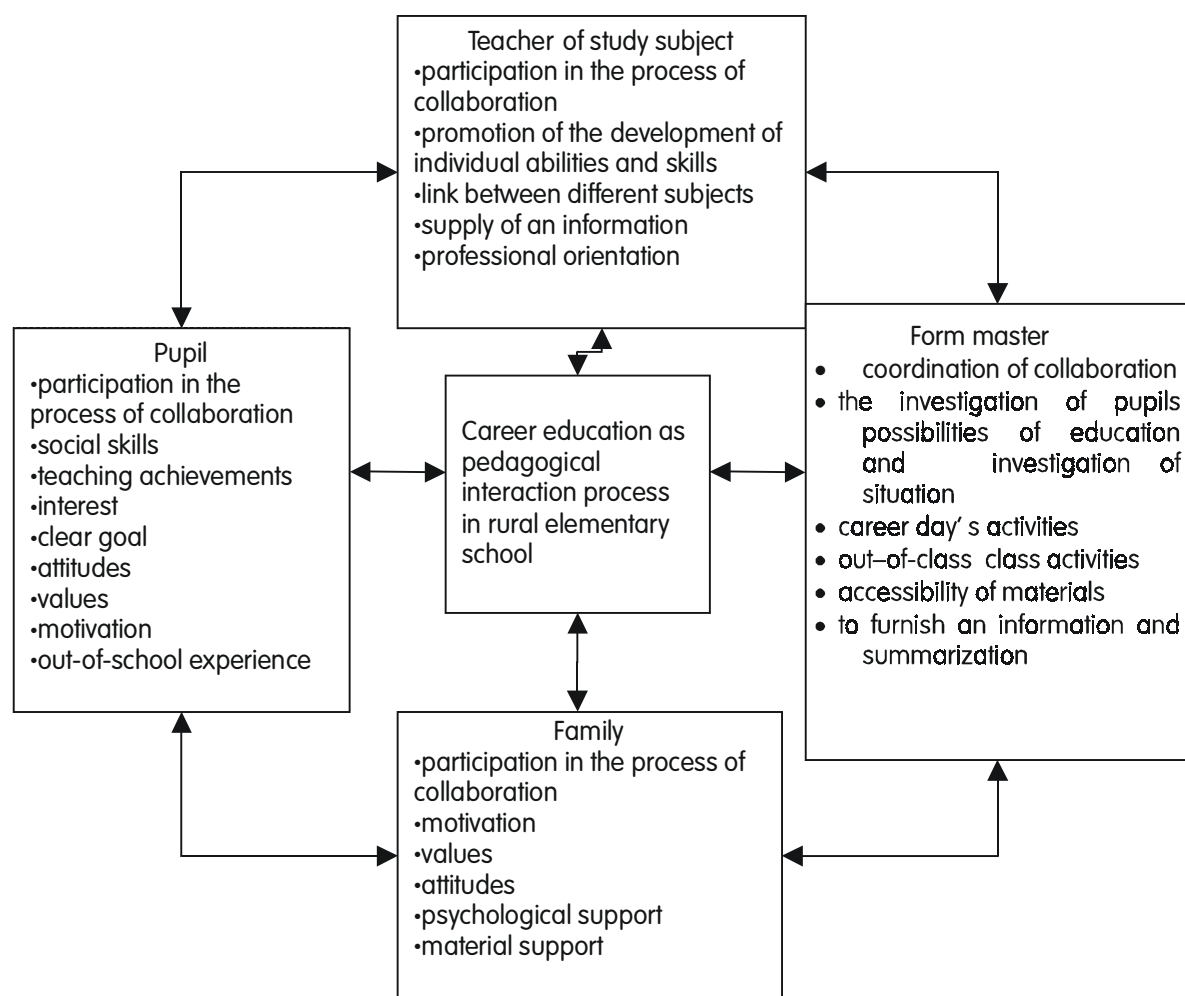 Teacher of study subject
•participation in the process of
collaboration
•promotion of the development of
individual abilities and skills
•link between different subjects
•supply of an information
•professional orientation
Pupil
•participation in the
process of collaboration
•social skills
•teaching achievements
•interest
•clear goal
•attitudes
•values
•motivation
•out-of-school experience
Career education as
pedagogical
interaction process
in rural elementary
school
Form master
• coordination of collaboration
• the investigation of pupils
possibilities of education
and investigation of
situation
• career day' s activities
• out–of-class class activities
• accessibility of materials
• to furnish an information and
summarization
Family
•participation in the process of
collaboration
•motivation
•values
•attitudes
•psychological support
•material support